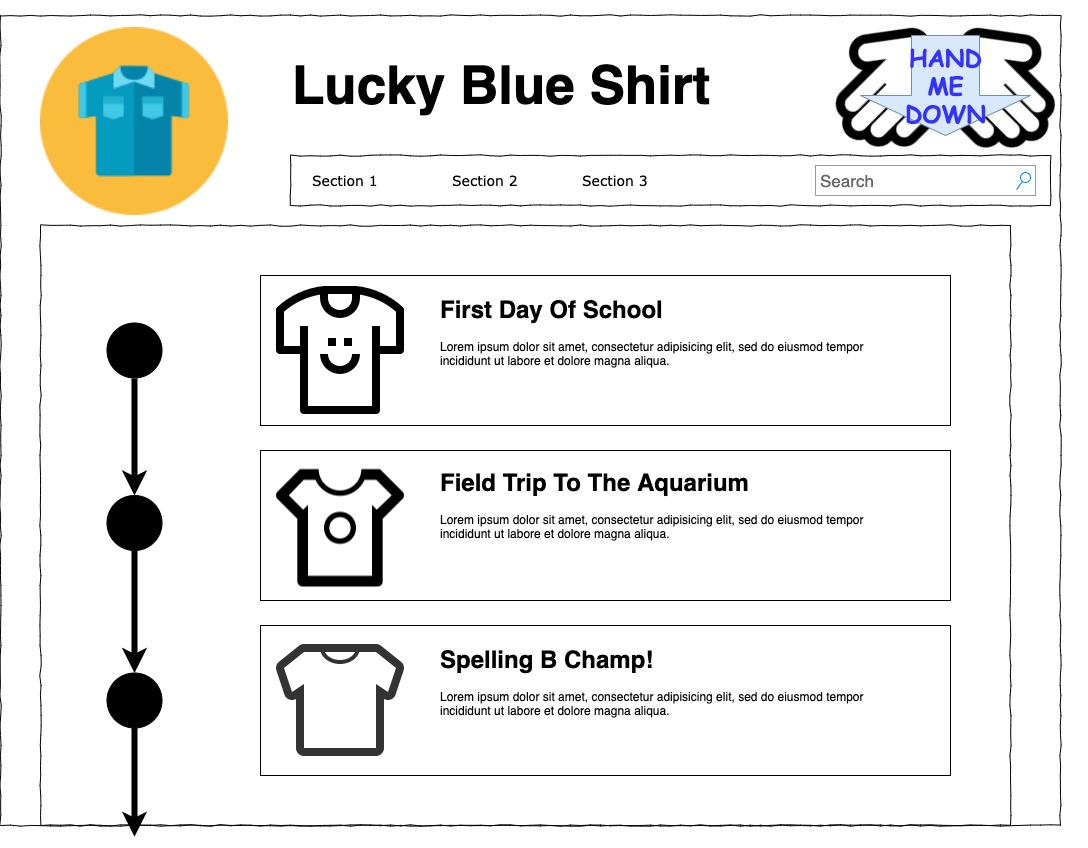 Lucky Blue Shirt
HAND
ME
DOWN
Section 1
Section 2
Section 3
Search
First Day Of School
Lorem ipsum dolor sit amet, consectetur adipisicing elit, sed do eiusmod tempor
incididunt ut labore et dolore magna aliqua.
Field Trip To The Aquarium
Lorem ipsum dolor sit amet, consectetur adipisicing elit, sed do eiusmod tempor
incididunt ut labore et dolore magna aliqua.
Spelling B Champ!
Lorem ipsum dolor sit amet, consectetur adipisicing elit, sed do eiusmod tempor
incididunt ut labore et dolore magna aliqua.